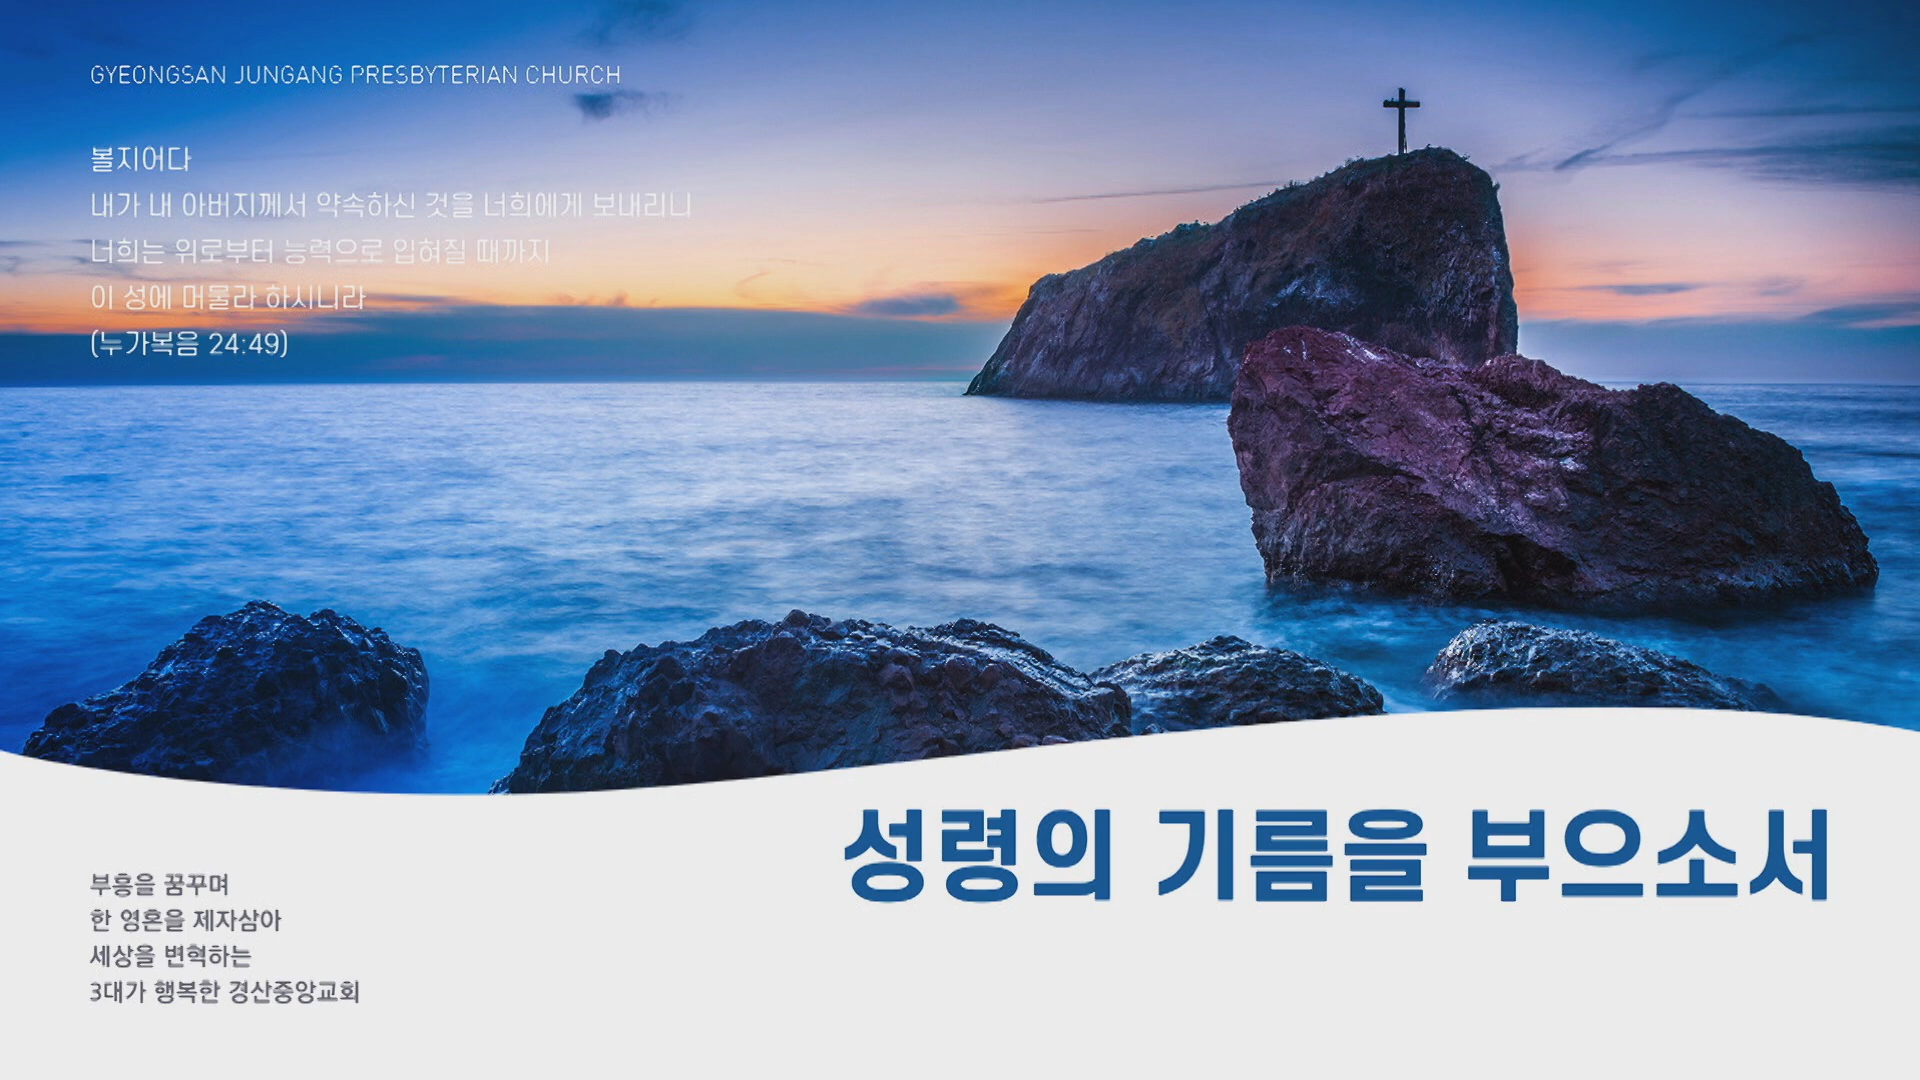 GYEONGSAN JUNGANG PRESBYTERIAN CHURCH
볼지어다
내가 내 아버지께서 약속하신 것을 너희에게 보내리니
너희는 위로부터 능력으로 입혀질 때까지
이 성에 머물라 하시니라
(누가복음 24:49)
성령의 기름을 부으소서
부흥을 꿈꾸며
한 영혼을 제자삼아
세상을 변혁하는
3대가 행복한 경산중앙교회